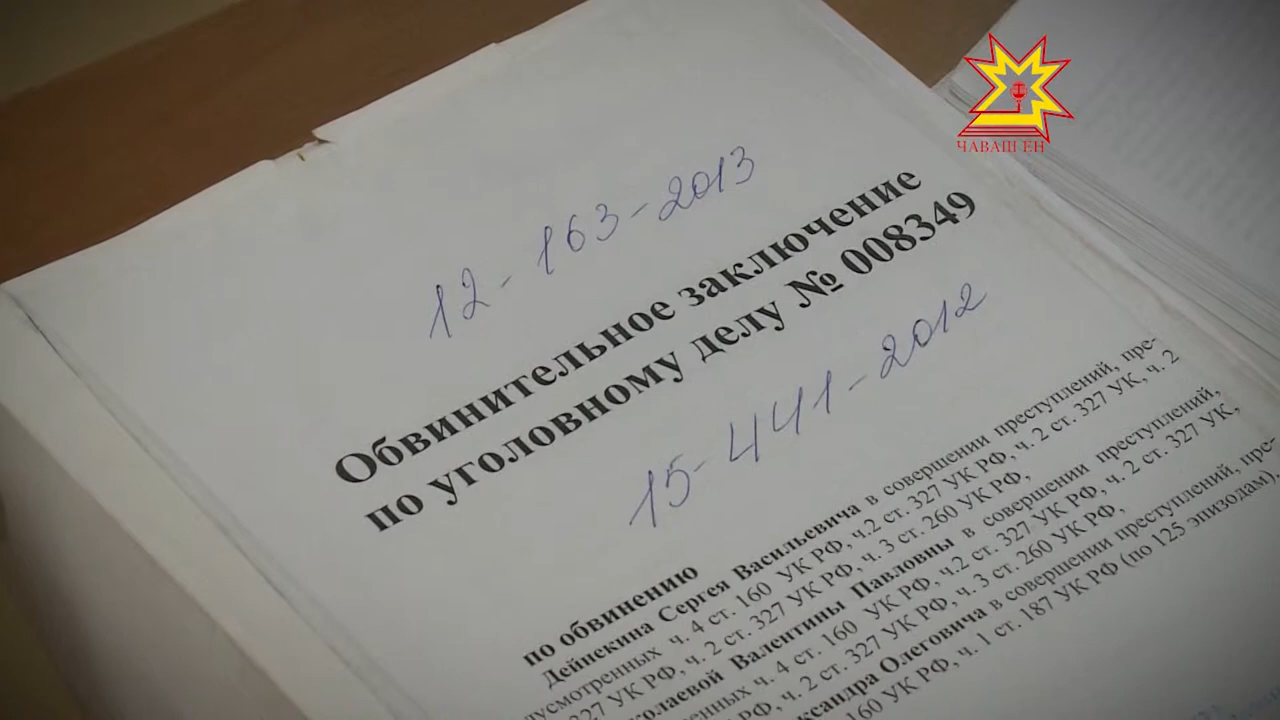 ЧАВАШ ЕН
12-163-2013
Обвинительное заключение
по уголовному делу № 008349
15-441-2012
по обвинению
Дейнекина Сергея Васильевича в совершении преступлений, пре-
дусмотренных ч. 4 ст. 160 УК РФ, ч.2 ст. 327 УК РФ, ч. 2 ст. 327 УК, ч. 2
327 УК РФ, ч. 2 ст. 327 УК РФ, ч. 3 ст. 260 УК РФ,
Валентины Павловны в совершении преступлений,
ч. 4 ст. 160 УК РФ, ч.2 ст. 327 УК РФ, ч. 2 ст. 327 УК,
РФ, ч. 2 ст. 327 УК РФ, ч. 3 ст. 260 УК РФ,
Олеговича в совершении преступлений, пре-
160 УК РФ, ч. 1 ст. 187 УК РФ (по 125 эпизодам),